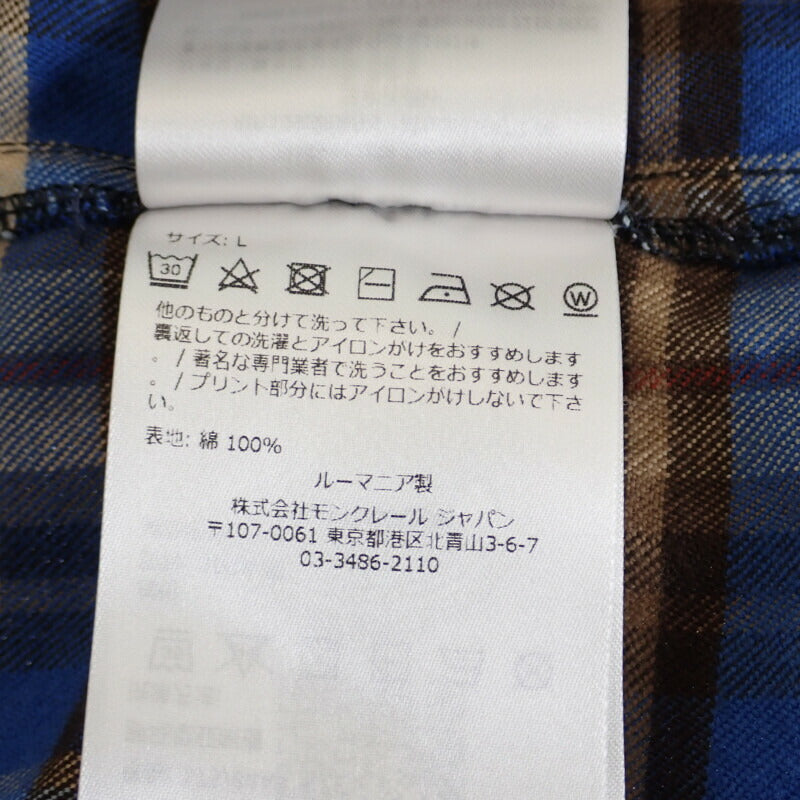 サイズ: L
30
W
他のものと分けて洗って下さい。 /
裏返しての洗濯とアイロンがけをおすすめします
。 / 著名な専門業者で洗うことをおすすめします
。 / プリント部分にはアイロンがけしないで下さ
い。
表地: 綿 100%
ルーマニア製
株式会社モンクレール ジャパン
〒107-0061 東京都港区北青山3-6-7
03-3486-2110